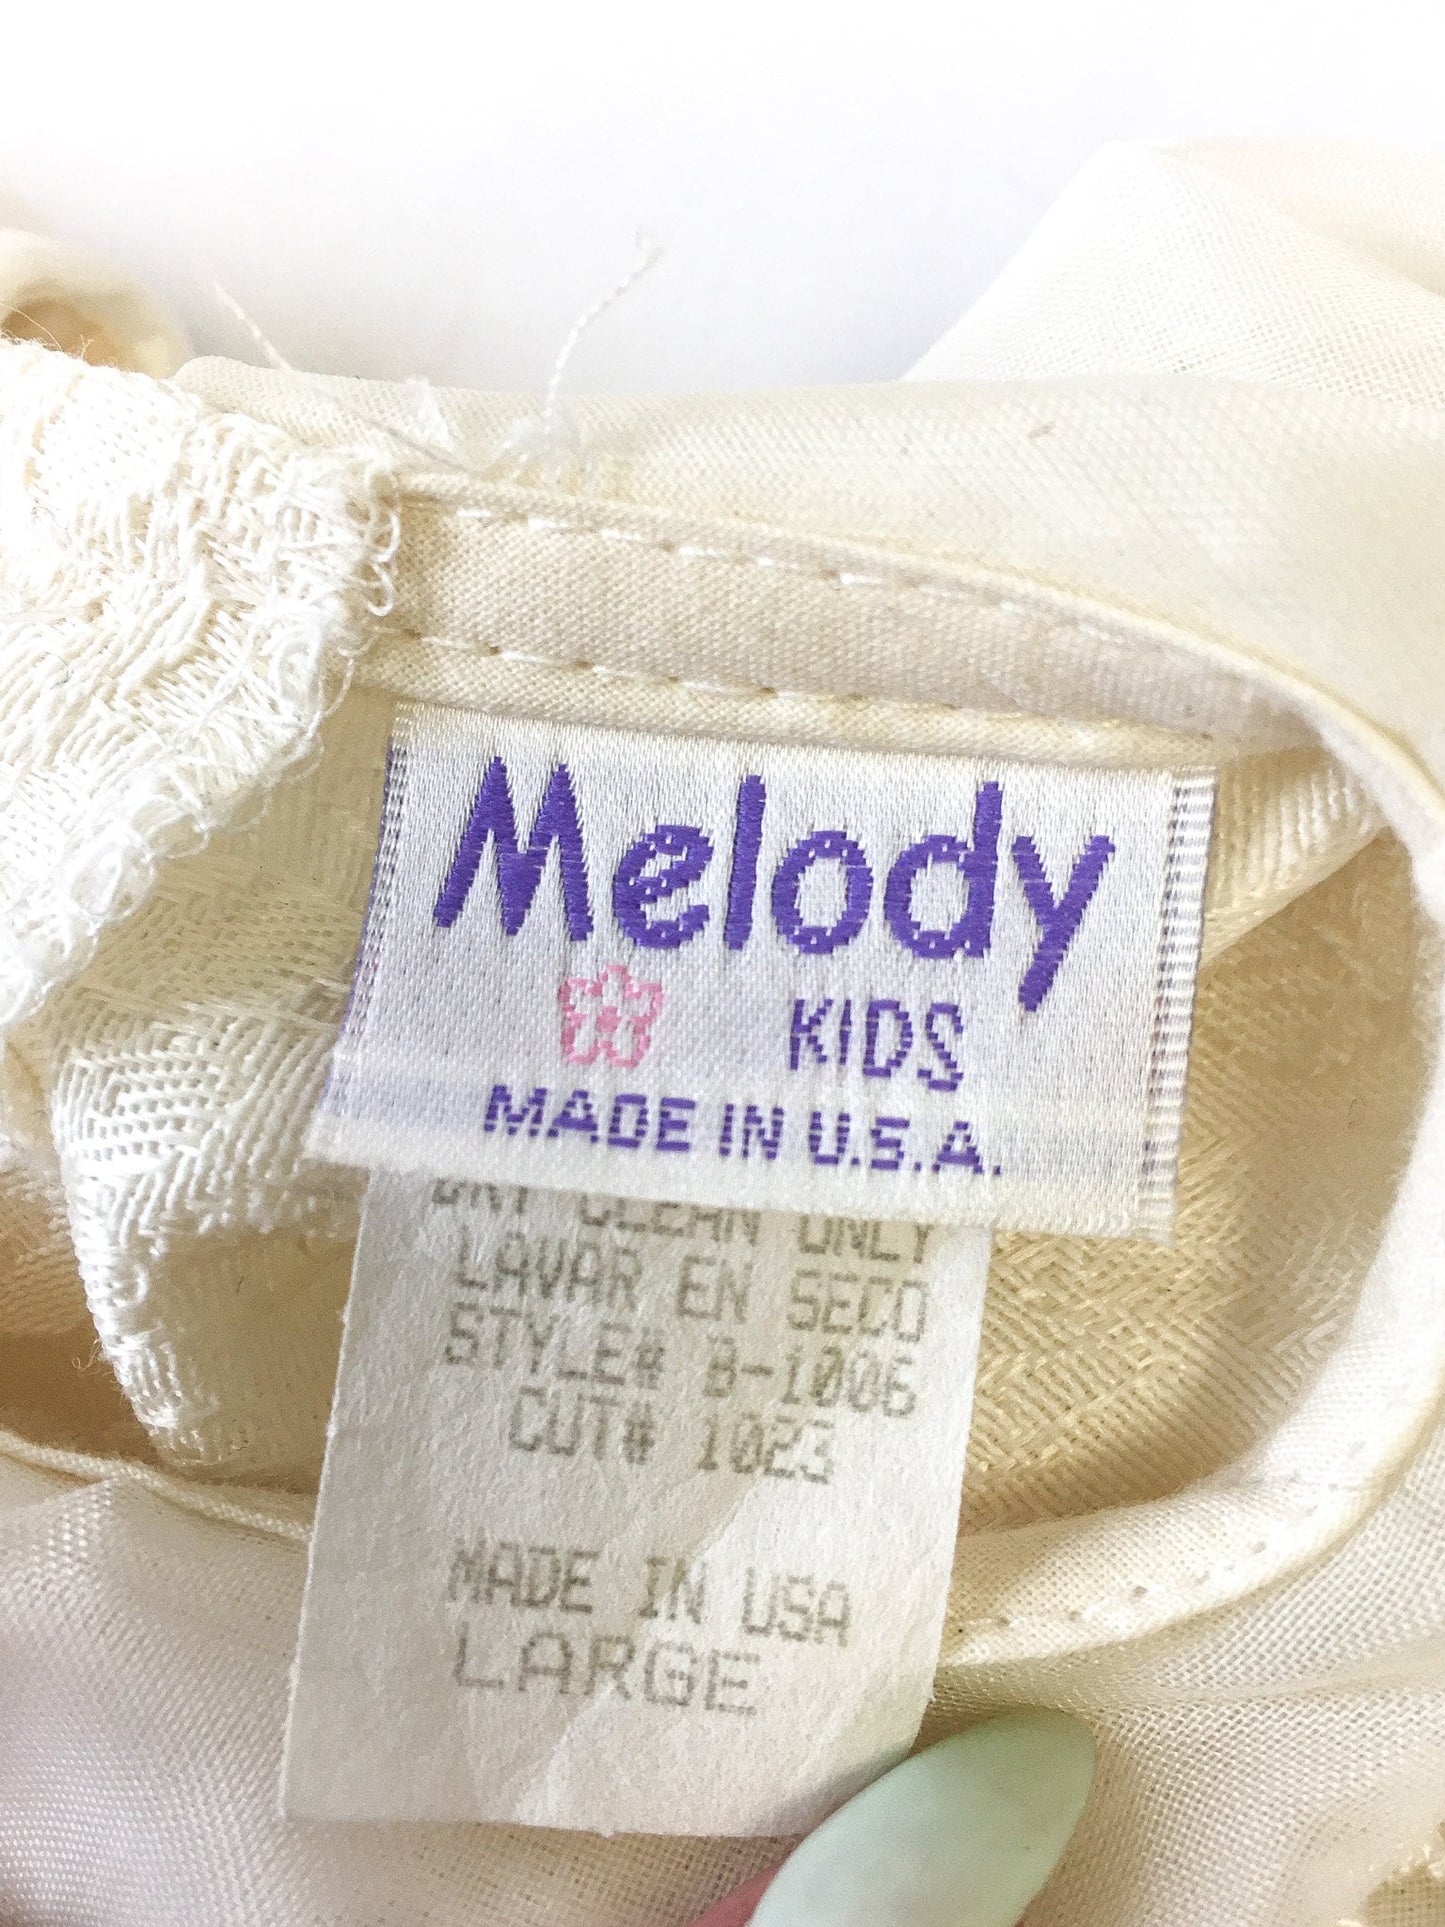 Melody
KIDS
MADE IN U.S.A.
DRY CLEAN ONLY
LAVAR EN SECO
STYLE# B-1006
CUT# 1023
MADE IN USA
LARGE